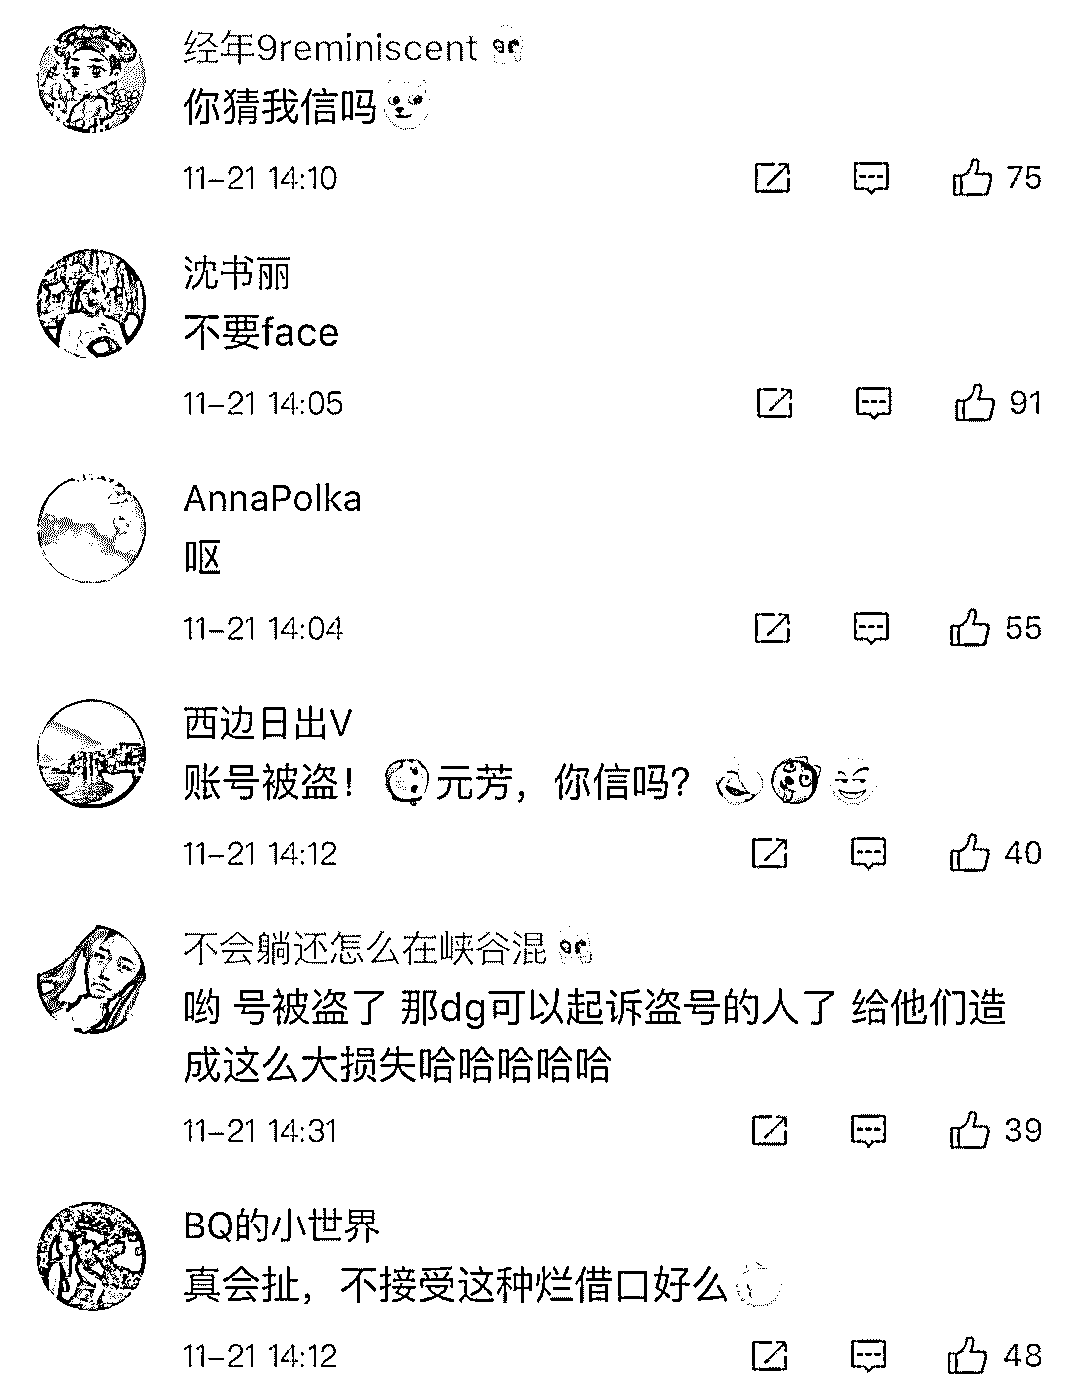 经年9reminiscent
你猜我信吗
11-21 14:10 75
沈书丽
不要face
11-21 14:05 91
AnnaPolka
呕
11-21 14:04 55
西边日出V
账号被盗！元芳，你信吗？
11-21 14:12 40
不会躺还怎么在峡谷混
哟 号被盗了 那dg可以起诉盗号的人了 给他们造
成这么大损失哈哈哈哈哈
11-21 14:31 39
BQ的小世界
真会扯，不接受这种烂借口好么
11-21 14:12 48